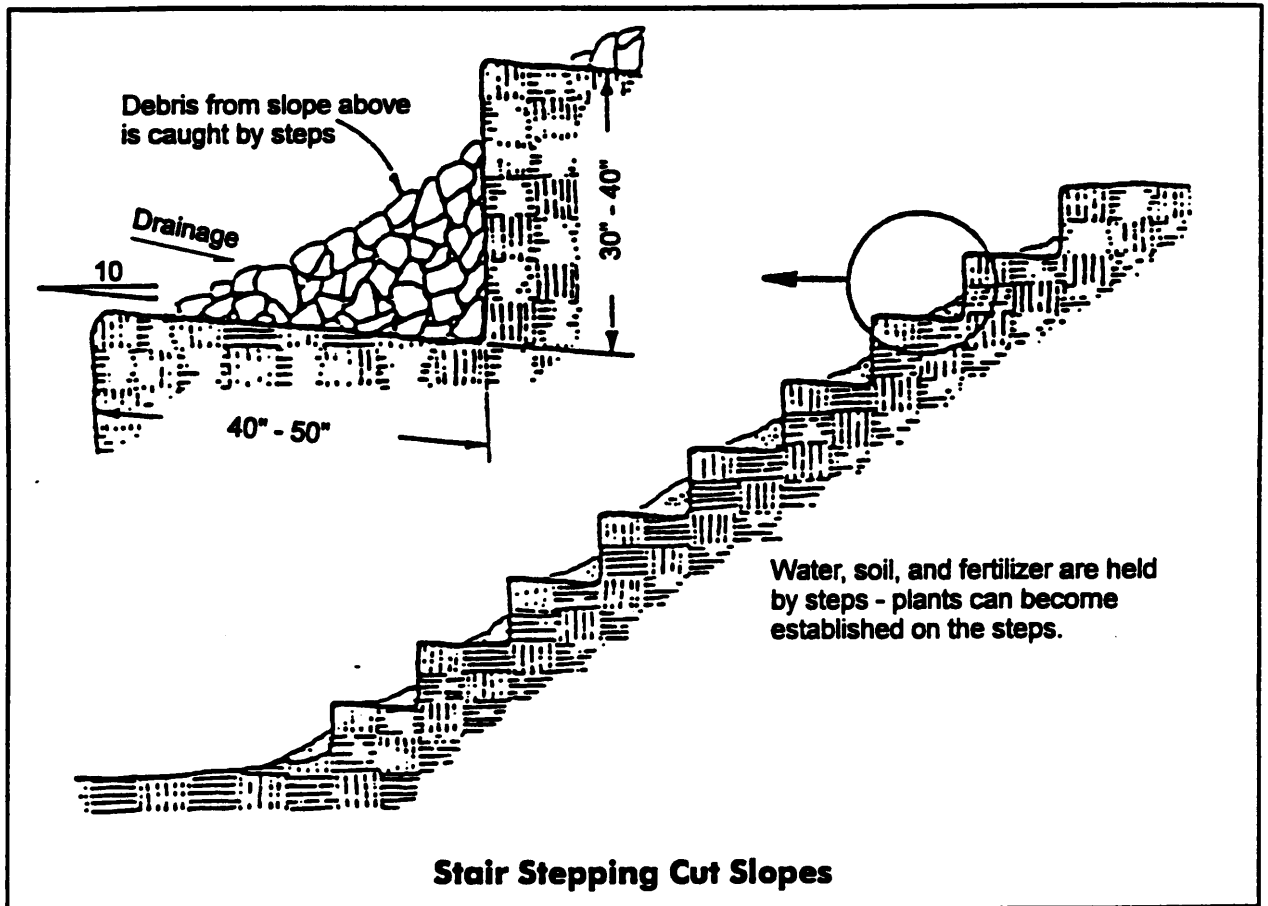 Debris from slope above
is caught by steps
Drainage
10
30" - 40"
40" - 50"
Water, soil, and fertilizer are held
by steps - plants can become
established on the steps.
Stair Stepping Cut Slopes